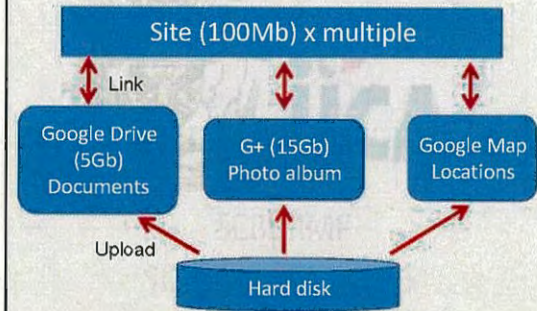 Site (100Mb) x multiple
Link
Google Drive
(5Gb)
Documents
G+ (15Gb)
Photo album
Google Map
Locations
Upload
Hard disk